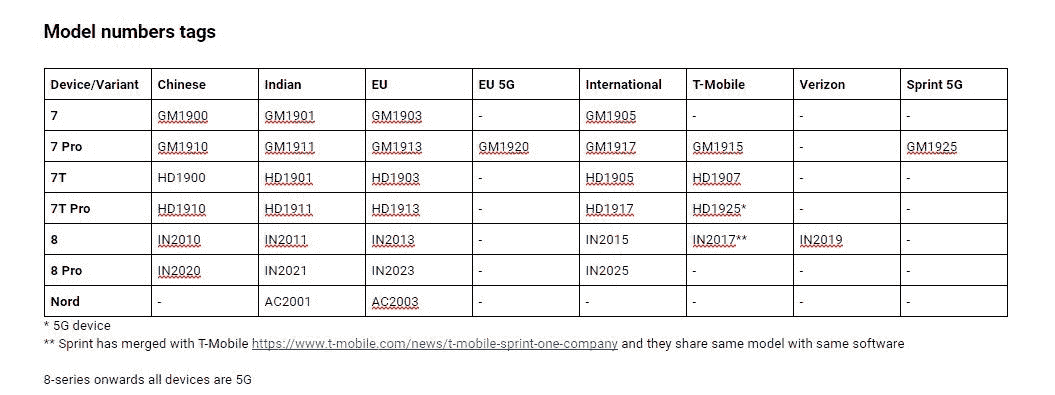 Model numbers tags
Device/Variant Chinese Indian EU EU 5G International T-Mobile Verizon Sprint 5G
7 GM1900 GM1901 GM1903 - GM1905 - - -
7 Pro GM1910 GM1911 GM1913 GM1920 GM1917 GM1915 - GM1925
7T HD1900 HD1901 HD1903 - HD1905 HD1907 - -
7T Pro HD1910 HD1911 HD1913 - HD1917 HD1925* - -
8 IN2010 IN2011 IN2013 - IN2015 IN2017** IN2019 -
8 Pro IN2020 IN2021 IN2023 - IN2025 - - -
Nord - AC2001 AC2003 - - - - -
* 5G device
** Sprint has merged with T-Mobile https://www.t-mobile.com/news/t-mobile-sprint-one-company and they share same model with same software
8-series onwards all devices are 5G